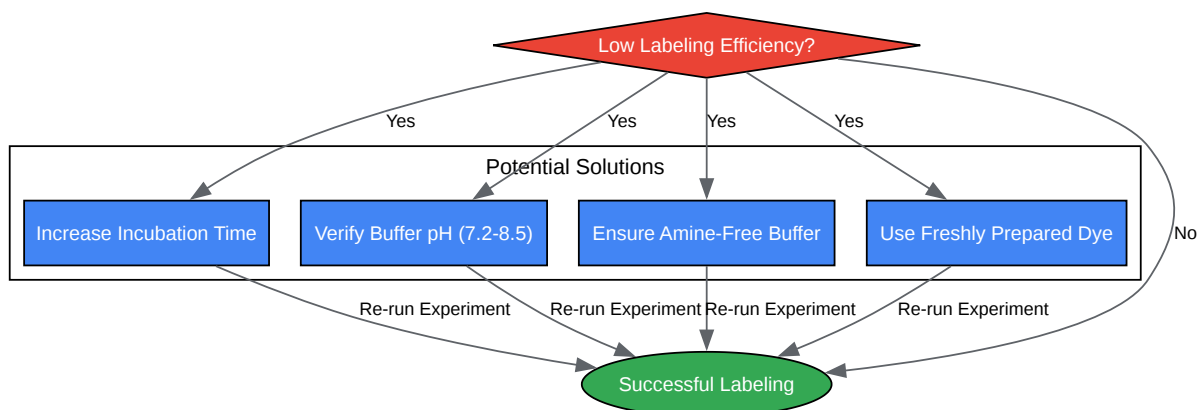 Low Labeling Efficiency?
Yes
Yes
Yes
Yes
Potential Solutions
Increase Incubation Time
Verify Buffer pH (7.2-8.5)
Ensure Amine-Free Buffer
Use Freshly Prepared Dye
No
Re-run Experiment
Re-run Experiment
Re-run Experiment
Re-run Experiment
Successful Labeling